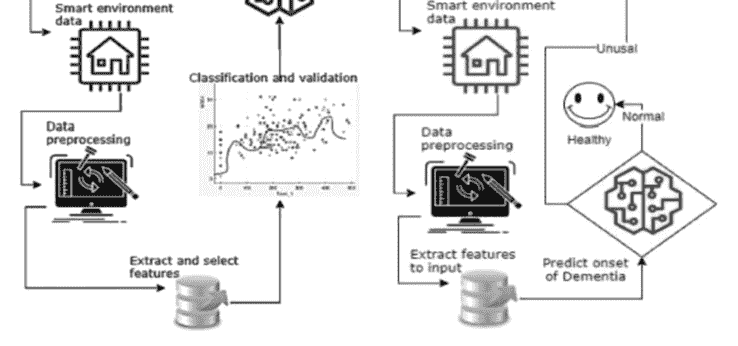 Smart environment
data
Classification and validation
Data
preprocessing
Extract and select
features
Smart environment
data
Unusal
Normal
Healthy
Data
preprocessing
Extract features
to input
Predict onset
of Dementia